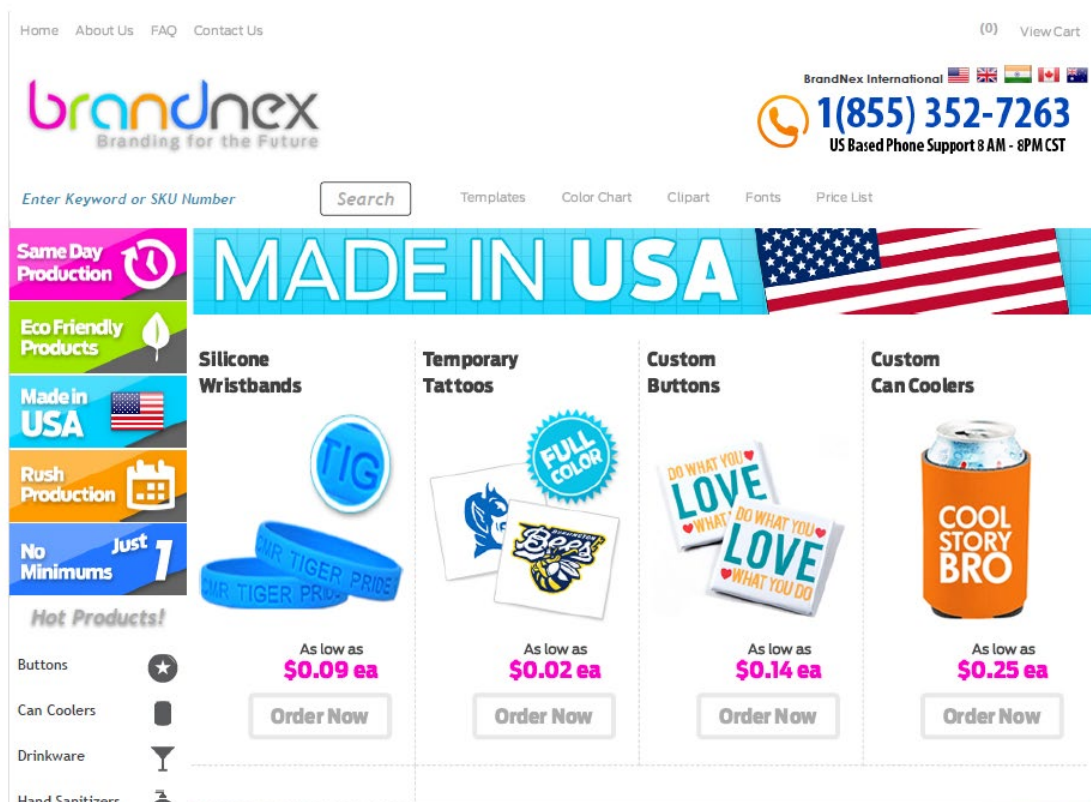 Home About Us FAQ Contact Us
(0) View Cart
BrandNex International
brandnex
Branding for the Future
1(855) 352-7263
US Based Phone Support 8 AM - 8PM CST
Enter Keyword or SKU Number
Search
Templates Color Chart Clipart Fonts Price List
Same Day
Production
Eco Friendly
Products
Made in
USA
Rush
Production
No
Minimums
Just
1
Hot Products!
Buttons
Can Coolers
Drinkware
Hand Sanitizers
MADE IN USA
Silicone
Wristbands
TIG
CMR TIGER PRIDE
CMR TIGER PRIDE
As low as
$0.09 ea
Order Now
Temporary
Tattoos
FULL
COLOR
BURLINGTON
Bees
As low as
$0.02 ea
Order Now
Custom
Buttons
DO WHAT YOU
LOVE
WHAT
DO WHAT YOU
LOVE
WHAT YOU DO
As low as
$0.14 ea
Order Now
Custom
Can Coolers
COOL
STORY
BRO
As low as
$0.25 ea
Order Now